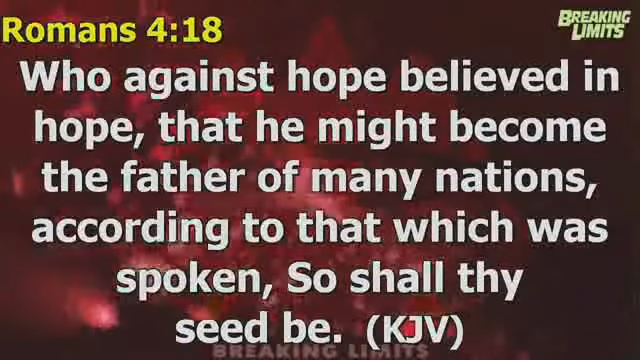 Romans 4:18
BREAKING
LIMITS
Who against hope believed in
hope, that he might become
the father of many nations,
according to that which was
spoken, So shall thy
seed be. (KJV)
BREAKING LIMITS